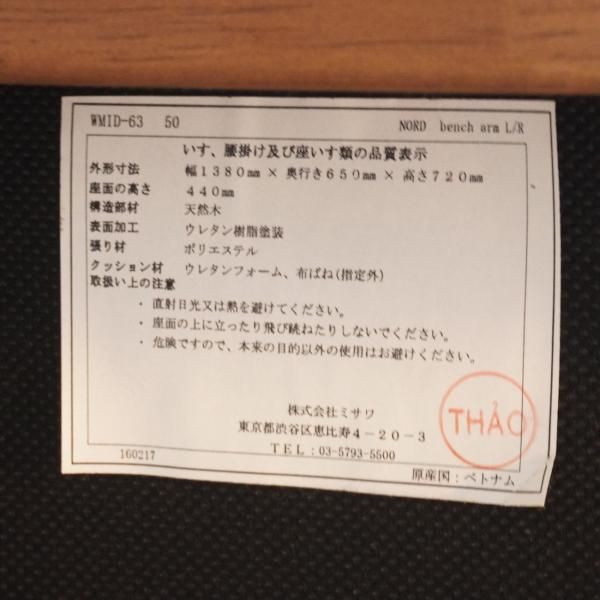 WMID-63 50 NORD bench arm L/R
いす、腰掛け及び座いす類の品質表示
外形寸法 幅1380㎜ × 奥行き650㎜ × 高さ720㎜
座面の高さ 440㎜
構造部材 天然木
表面加工 ウレタン樹脂塗装
張り材 ポリエステル
クッション材 ウレタンフォーム、布ばね(指定外)
取扱い上の注意
・ 直射日光又は熱を避けてください。
・ 座面の上に立ったり飛び跳ねたりしないでください。
・ 危険ですので、本来の目的以外の使用はお避けください。
株式会社ミサワ
東京都渋谷区恵比寿4－20－3
TEL:03-5793-5500
THẢO
160217 原産国:ベトナム